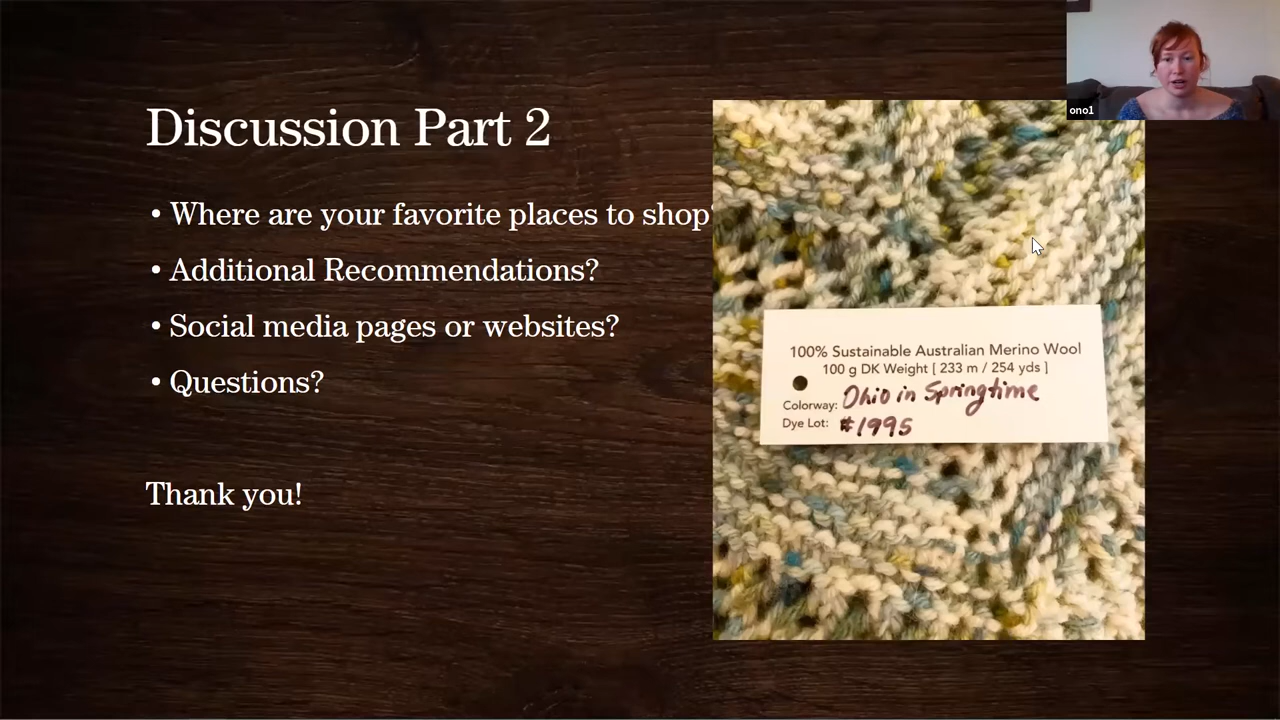 Discussion Part 2
• Where are your favorite places to shop?
• Additional Recommendations?
• Social media pages or websites?
• Questions?
Thank you!
ono1
100% Sustainable Australian Merino Wool
100 g DK Weight [ 233 m / 254 yds ]
Colorway: Ohio in Springtime
Dye Lot: #1995